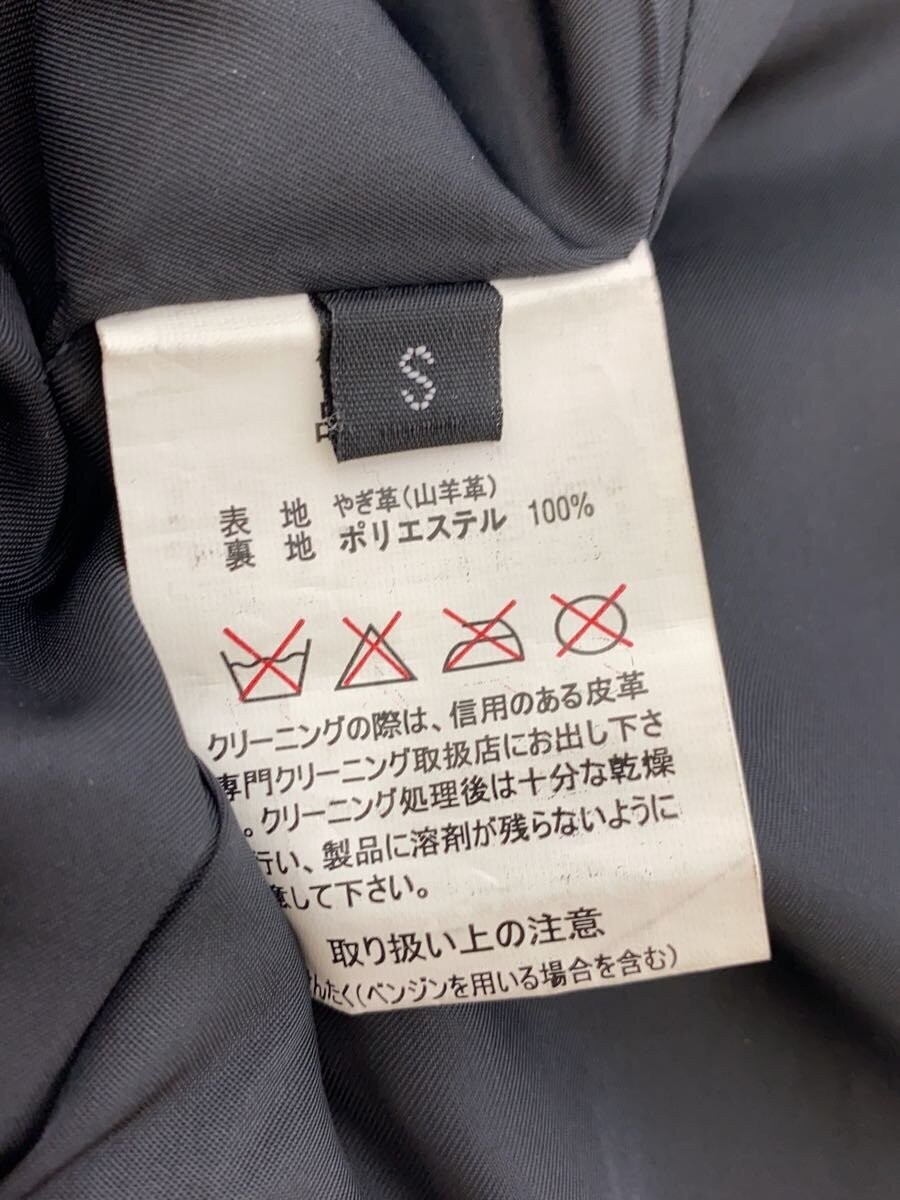 S
表 地 やぎ革(山羊革)
裏 地 ポリエステル 100%
クリーニングの際は、信用のある皮革
専門クリーニング取扱店にお出し下さ
。クリーニング処理後は十分な乾燥
行い、製品に溶剤が残らないように
意して下さい。
取り扱い上の注意
んたく(ベンジンを用いる場合を含む)